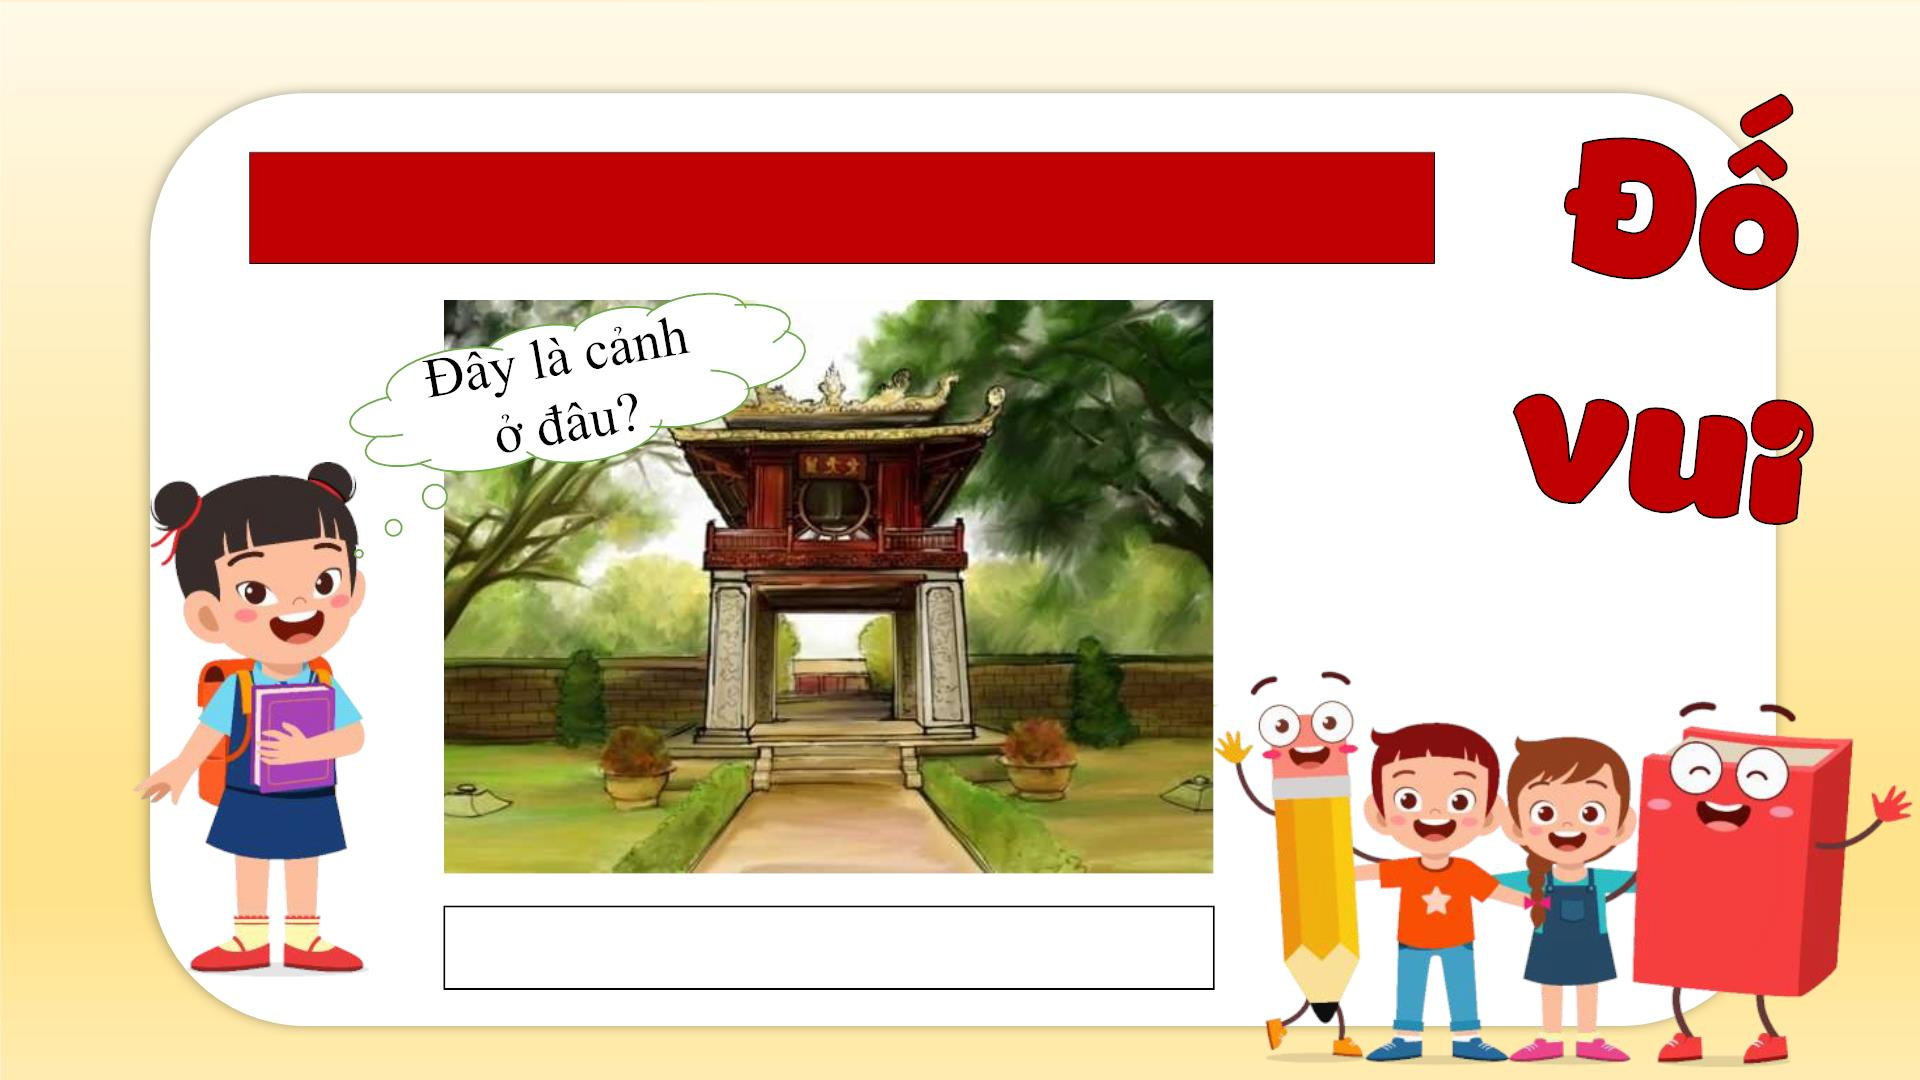 Đố
vui
Đây là cảnh
ở đâu?